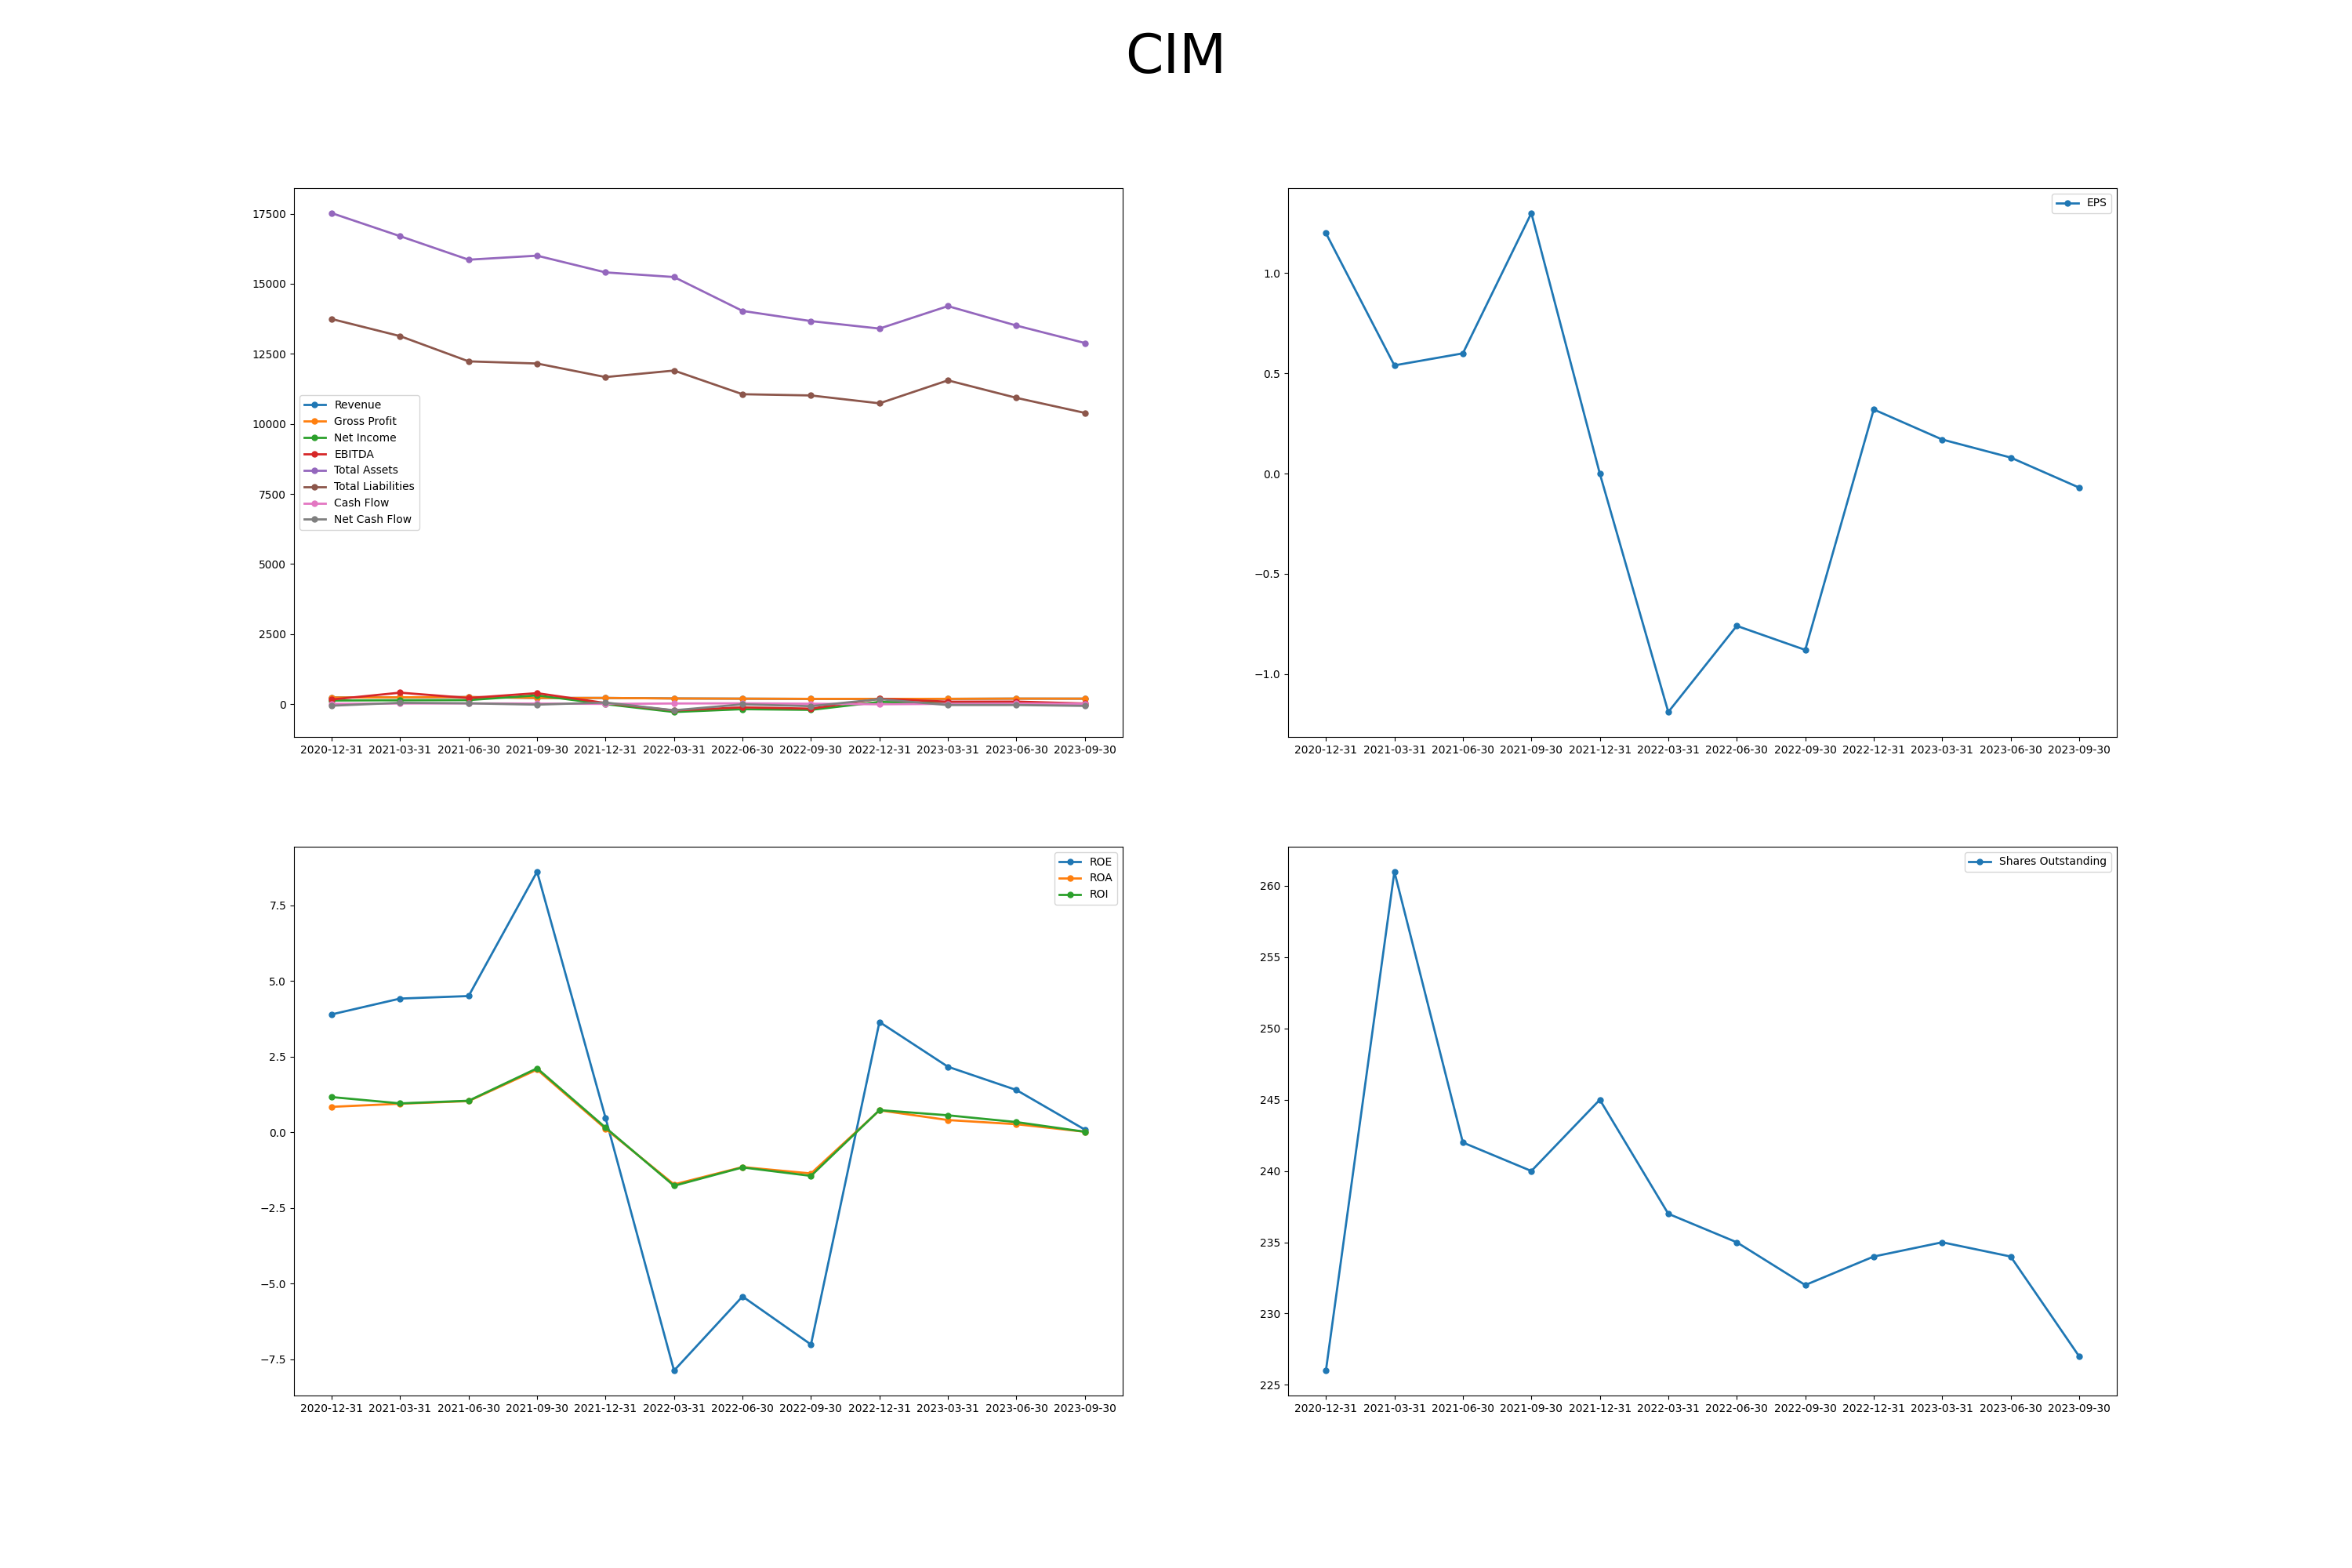 CIM
17500
15000
12500
10000
7500
5000
2500
0
Revenue
Gross Profit
Net Income
EBITDA
Total Assets
Total Liabilities
Cash Flow
Net Cash Flow
2020-12-31 2021-03-31 2021-06-30 2021-09-30 2021-12-31 2022-03-31 2022-06-30 2022-09-30 2022-12-31 2023-03-31 2023-06-30 2023-09-30
EPS
1.0
0.5
0.0
−0.5
−1.0
2020-12-31 2021-03-31 2021-06-30 2021-09-30 2021-12-31 2022-03-31 2022-06-30 2022-09-30 2022-12-31 2023-03-31 2023-06-30 2023-09-30
ROE
ROA
ROI
7.5
5.0
2.5
0.0
−2.5
−5.0
−7.5
2020-12-31 2021-03-31 2021-06-30 2021-09-30 2021-12-31 2022-03-31 2022-06-30 2022-09-30 2022-12-31 2023-03-31 2023-06-30 2023-09-30
Shares Outstanding
260
255
250
245
240
235
230
225
2020-12-31 2021-03-31 2021-06-30 2021-09-30 2021-12-31 2022-03-31 2022-06-30 2022-09-30 2022-12-31 2023-03-31 2023-06-30 2023-09-30